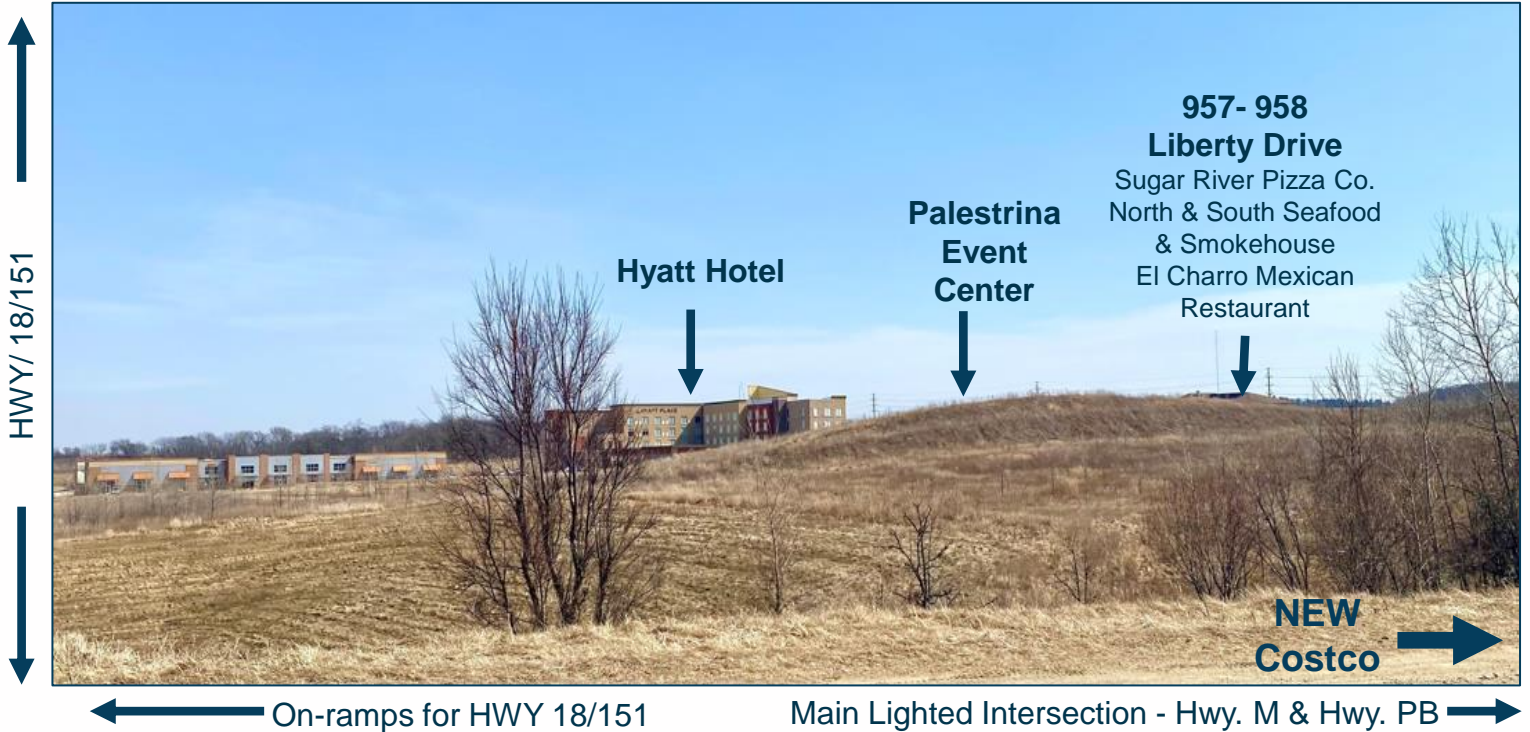 HWY/ 18/151
957- 958
Liberty Drive
Sugar River Pizza Co.
North & South Seafood
& Smokehouse
El Charro Mexican
Restaurant
Palestrina
Event
Center
Hyatt Hotel
HYATT PLACE
NEW
Costco
On-ramps for HWY 18/151
Main Lighted Intersection - Hwy. M & Hwy. PB